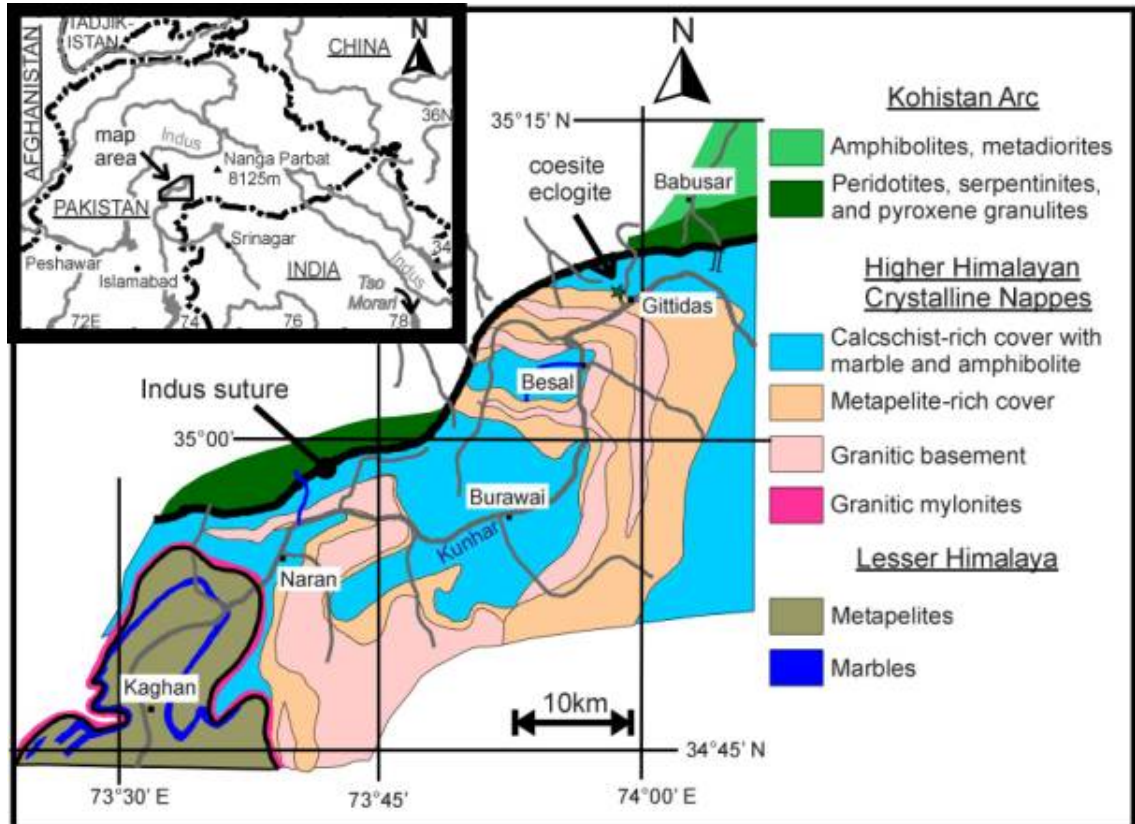 TADJIK-
ISTAN
AFGHANISTAN
CHINA
N
36N
map
area
Indus
Nanga Parbat
8125m
PAKISTAN
Srinagar
34
Peshawar
Islamabad
INDIA
Indus
Tso
Morari
72E
74
76
78
N
35°15' N
coesite
eclogite
Babusar
Gittidas
Besal
Indus suture
35°00'
Burawai
Kunhar
Naran
Kaghan
10km
34°45' N
73°30' E
73°45'
74°00' E
Kohistan Arc
Amphibolites, metadiorites
Peridotites, serpentinites,
and pyroxene granulites
Higher Himalayan
Crystalline Nappes
Calcschist-rich cover with
marble and amphibolite
Metapelite-rich cover
Granitic basement
Granitic mylonites
Lesser Himalaya
Metapelites
Marbles